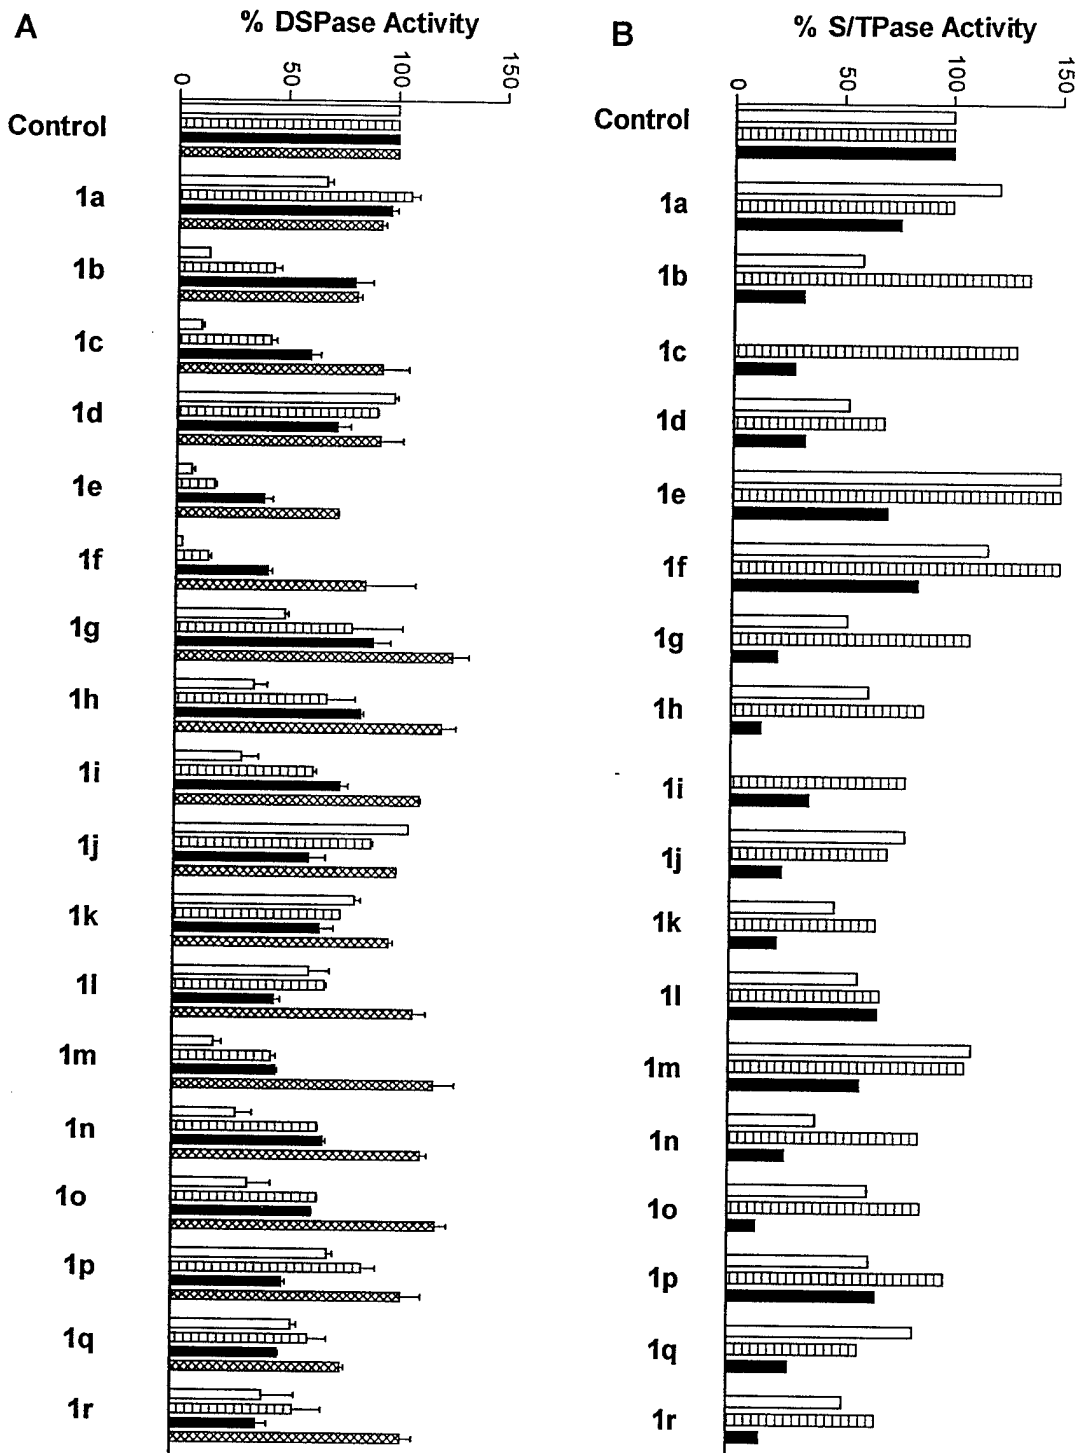 A
% DSPase Activity
0 50 100 150
Control
1a
1b
1c
1d
1e
1f
1g
1h
1i
1j
1k
1l
1m
1n
1o
1p
1q
1r
B
% S/TPase Activity
0 50 100 150
Control
1a
1b
1c
1d
1e
1f
1g
1h
1i
1j
1k
1l
1m
1n
1o
1p
1q
1r